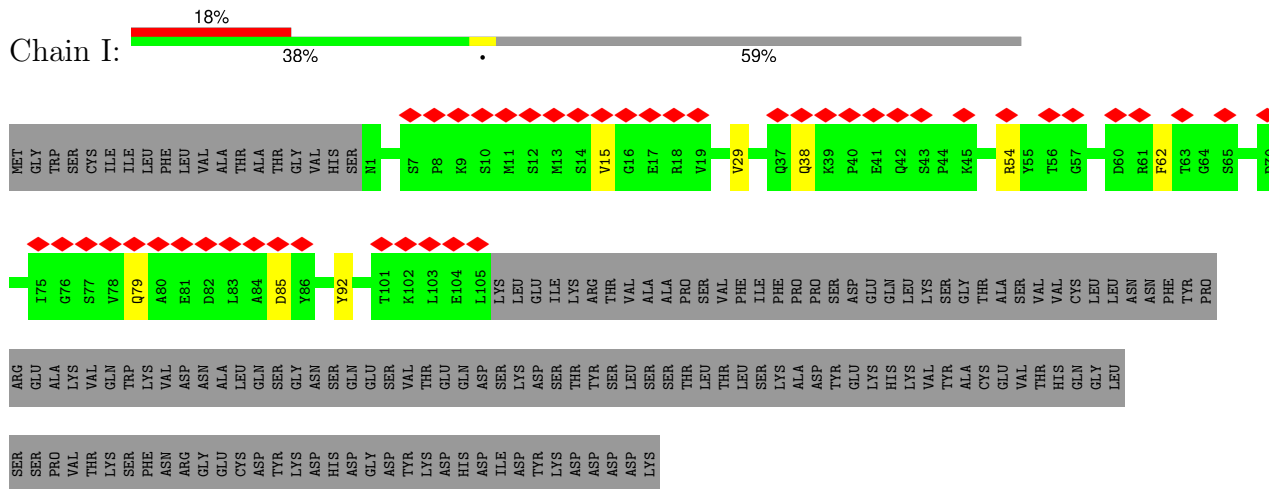 18%
Chain I:
38% • 59%
MET GLY TRP SER CYS ILE ILE LEU PHE LEU VAL ALA THR ALA THR GLY VAL HIS SER N1 S7 P8 K9 S10 M11 S12 M13 S14 V15 G16 E17 R18 V19 V29 Q37 Q38 K39 P40 E41 Q42 S43 P44 K45 R54 Y55 T56 G57 D60 R61 F62 T63 G64 S65
I75 G76 S77 V78 Q79 A80 E81 D82 L83 A84 D85 Y86 Y92 T101 K102 L103 E104 L105 LYS LEU GLU ILE LYS ARG THR VAL ALA ALA PRO SER VAL PHE ILE PHE PRO PRO SER ASP GLU GLN LEU LYS SER GLY THR ALA SER VAL VAL CYS LEU LEU ASN ASN PHE TYR PRO
ARG GLU ALA LYS VAL GLN TRP LYS VAL ASP ASN ALA LEU GLN SER GLY ASN SER GLN GLU SER VAL THR GLU GLN ASP SER LYS ASP SER THR TYR SER LEU SER SER THR LEU THR LEU SER LYS ALA ASP TYR GLU LYS HIS LYS VAL TYR ALA CYS GLU VAL THR HIS GLN GLY LEU
SER SER PRO VAL THR LYS SER PHE ASN ARG GLY GLU CYS ASP TYR LYS ASP HIS ASP GLY ASP TYR LYS ASP HIS ASP ILE ASP TYR LYS ASP ASP ASP ASP LYS